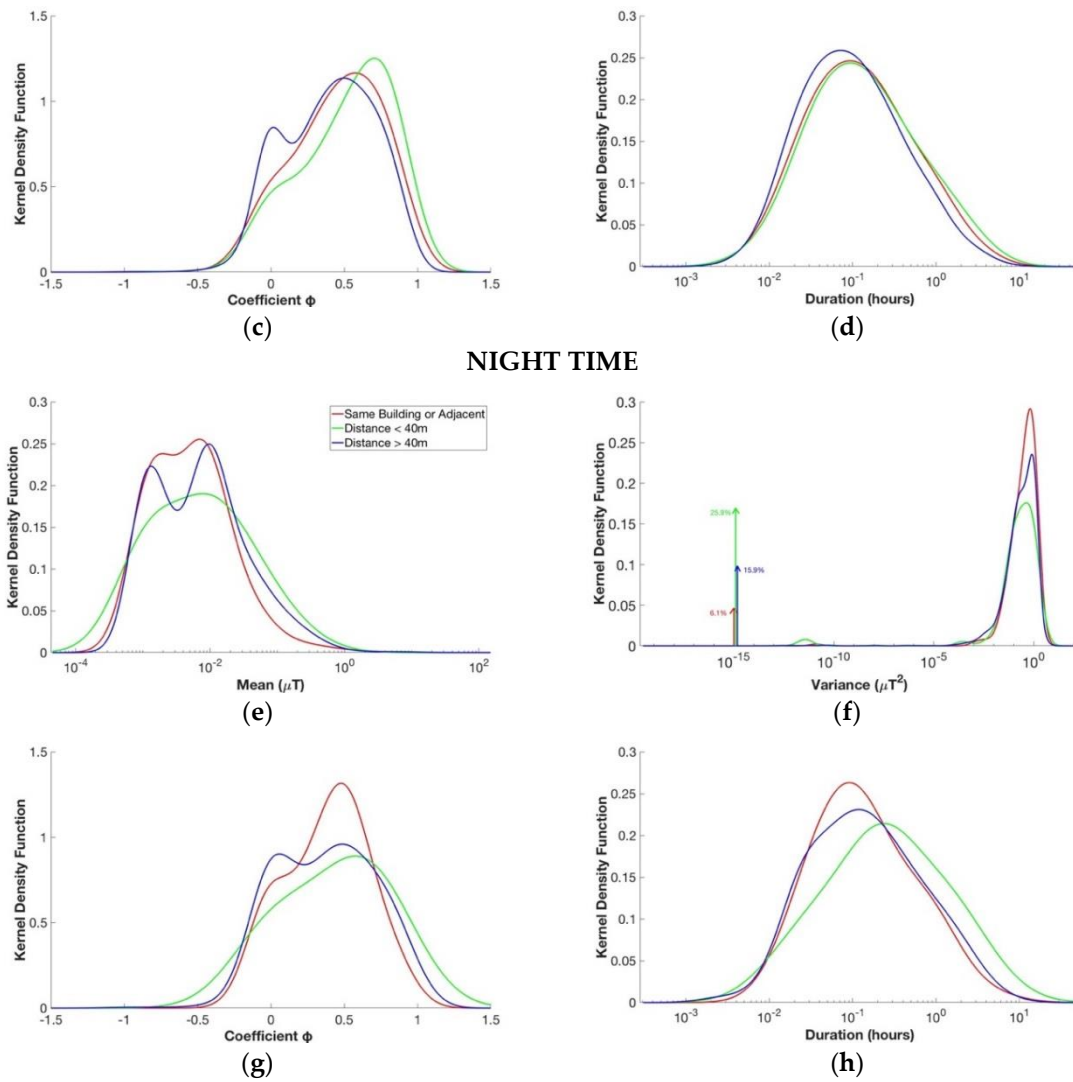 1.5
1
0.5
0
Kernel Density Function
-1.5 -1 -0.5 0 0.5 1 1.5
Coefficient ϕ
(c)
0.3
0.25
0.2
0.15
0.1
0.05
0
Kernel Density Function
10-3 10-2 10-1 100 101
Duration (hours)
(d)
NIGHT TIME
0.3
0.25
0.2
0.15
0.1
0.05
0
Kernel Density Function
Same Building or Adjacent
Distance < 40m
Distance > 40m
10-4 10-2 100 102
Mean (μT)
(e)
0.3
0.25
0.2
0.15
0.1
0.05
0
Kernel Density Function
25.8%
15.9%
6.1%
10-15 10-10 10-5 100
Variance (μT2)
(f)
1.5
1
0.5
0
Kernel Density Function
-1.5 -1 -0.5 0 0.5 1 1.5
Coefficient ϕ
(g)
0.3
0.25
0.2
0.15
0.1
0.05
0
Kernel Density Function
10-3 10-2 10-1 100 101
Duration (hours)
(h)